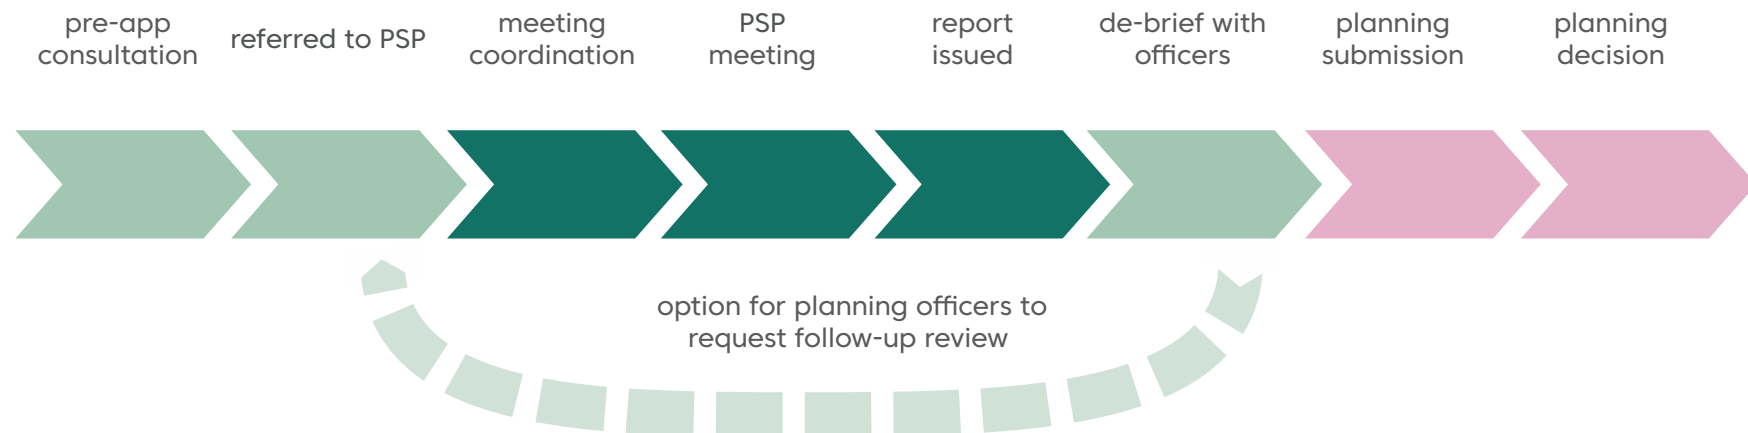 pre-app
consultation
referred to PSP
meeting
coordination
PSP
meeting
report
issued
de-brief with
officers
planning
submission
planning
decision
option for planning officers to
request follow-up review